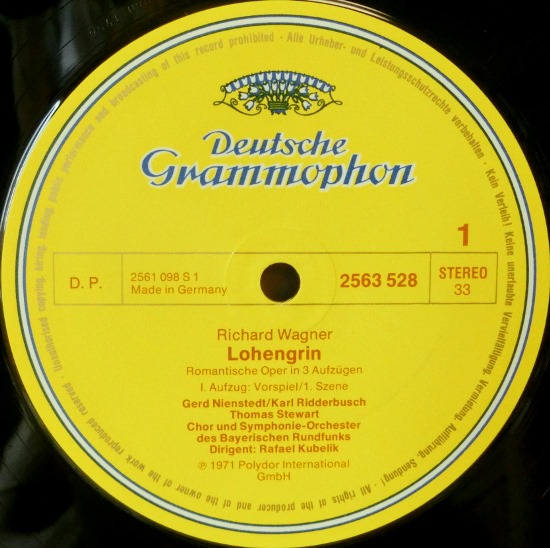 Deutsche
Grammophon
1
D. P.
2561 098 S 1
Made in Germany
2563 528
STEREO
33
Richard Wagner
Lohengrin
Romantische Oper in 3 Aufzügen
I. Aufzug: Vorspiel/1. Szene
Gerd Nienstedt/Karl Ridderbusch
Thomas Stewart
Chor und Symphonie-Orchester
des Bayerischen Rundfunks
Dirigent: Rafael Kubelik
℗ 1971 Polydor International
GmbH
Alle Urheber- und Leistungsschutzrechte vorbehalten · Kein Verleih! Keine unerlaubte Vervielfältigung, Vermietung, Aufführung, Sendung! · All rights of the producer and of the owner of the work reproduced reserved · Unauthorised copying, hiring, lending, public performance and broadcasting of this record prohibited ·